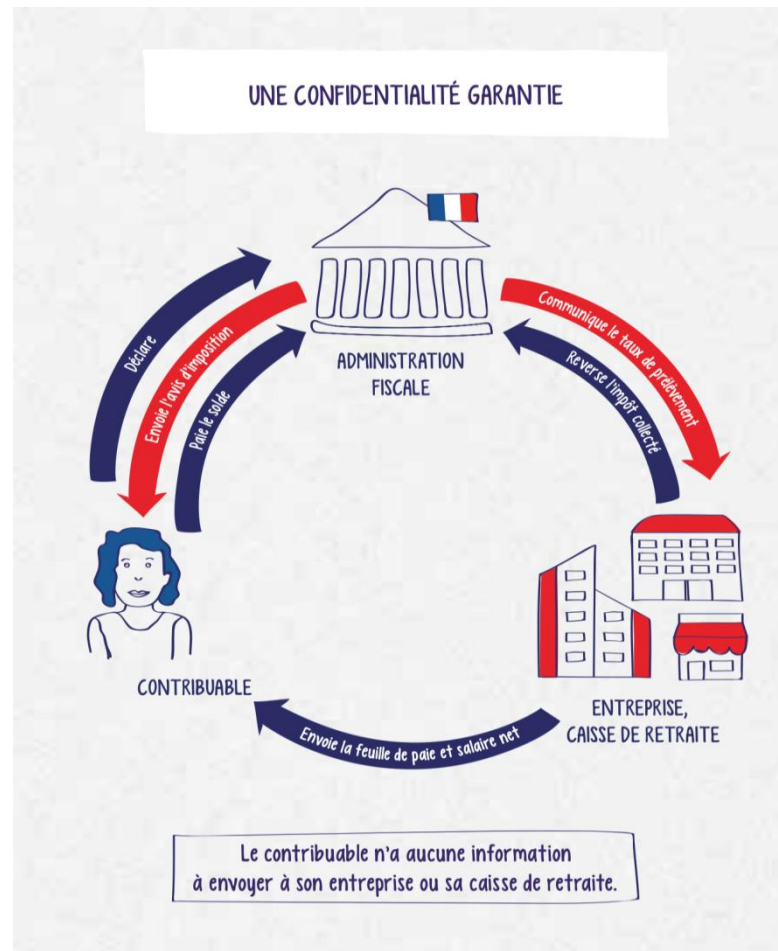 UNE CONFIDENTIALITÉ GARANTIE
ADMINISTRATION
FISCALE
Déclare
Envoie l'avis d'imposition
Paie le solde
Communique le taux de prélèvement
Reverse l'impôt collecté
CONTRIBUABLE
ENTREPRISE,
CAISSE DE RETRAITE
Envoie la feuille de paie et salaire net
Le contribuable n'a aucune information
à envoyer à son entreprise ou sa caisse de retraite.